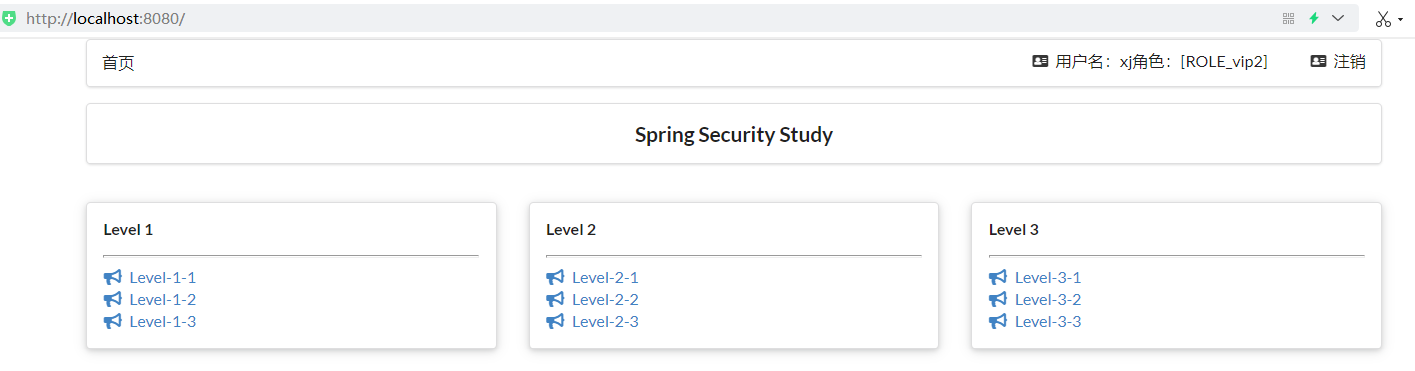 http://localhost:8080/
首页
用户名：xj角色：[ROLE_vip2]
注销
Spring Security Study
Level 1
Level-1-1
Level-1-2
Level-1-3
Level 2
Level-2-1
Level-2-2
Level-2-3
Level 3
Level-3-1
Level-3-2
Level-3-3